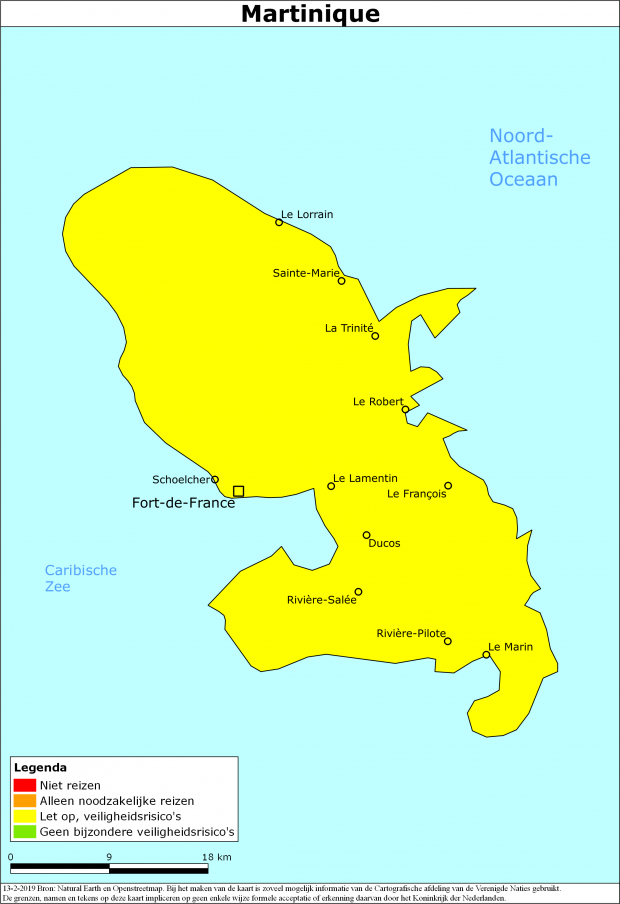 Martinique
Noord-
Atlantische
Oceaan
Le Lorrain
Sainte-Marie
La Trinité
Le Robert
Schoelcher
Le Lamentin
Le François
Fort-de-France
Ducos
Caribische
Zee
Rivière-Salée
Rivière-Pilote
Le Marin
Legenda
Niet reizen
Alleen noodzakelijke reizen
Let op, veiligheidsrisico's
Geen bijzondere veiligheidsrisico's
0 9 18 km
13-2-2019 Bron: Natural Earth en Openstreetmap. Bij het maken van de kaart is zoveel mogelijk informatie van de Cartografische afdeling van de Verenigde Naties gebruikt.
De grenzen, namen en tekens op deze kaart impliceren op geen enkele wijze formele acceptatie of erkenning daarvan door het Koninkrijk der Nederlanden.